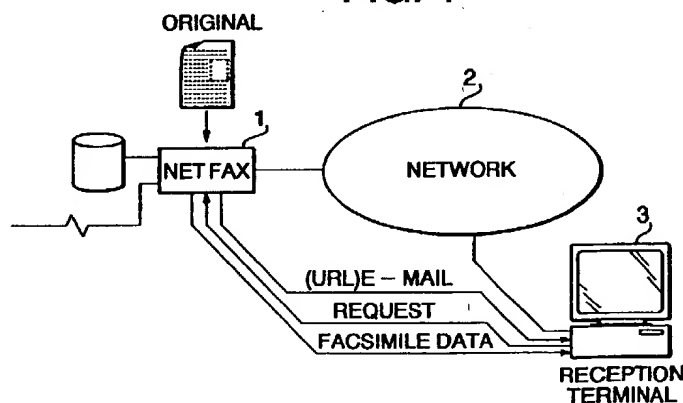 ORIGINAL
1
2
NET FAX
NETWORK
3
(URL)E – MAIL
REQUEST
FACSIMILE DATA
RECEPTION
TERMINAL